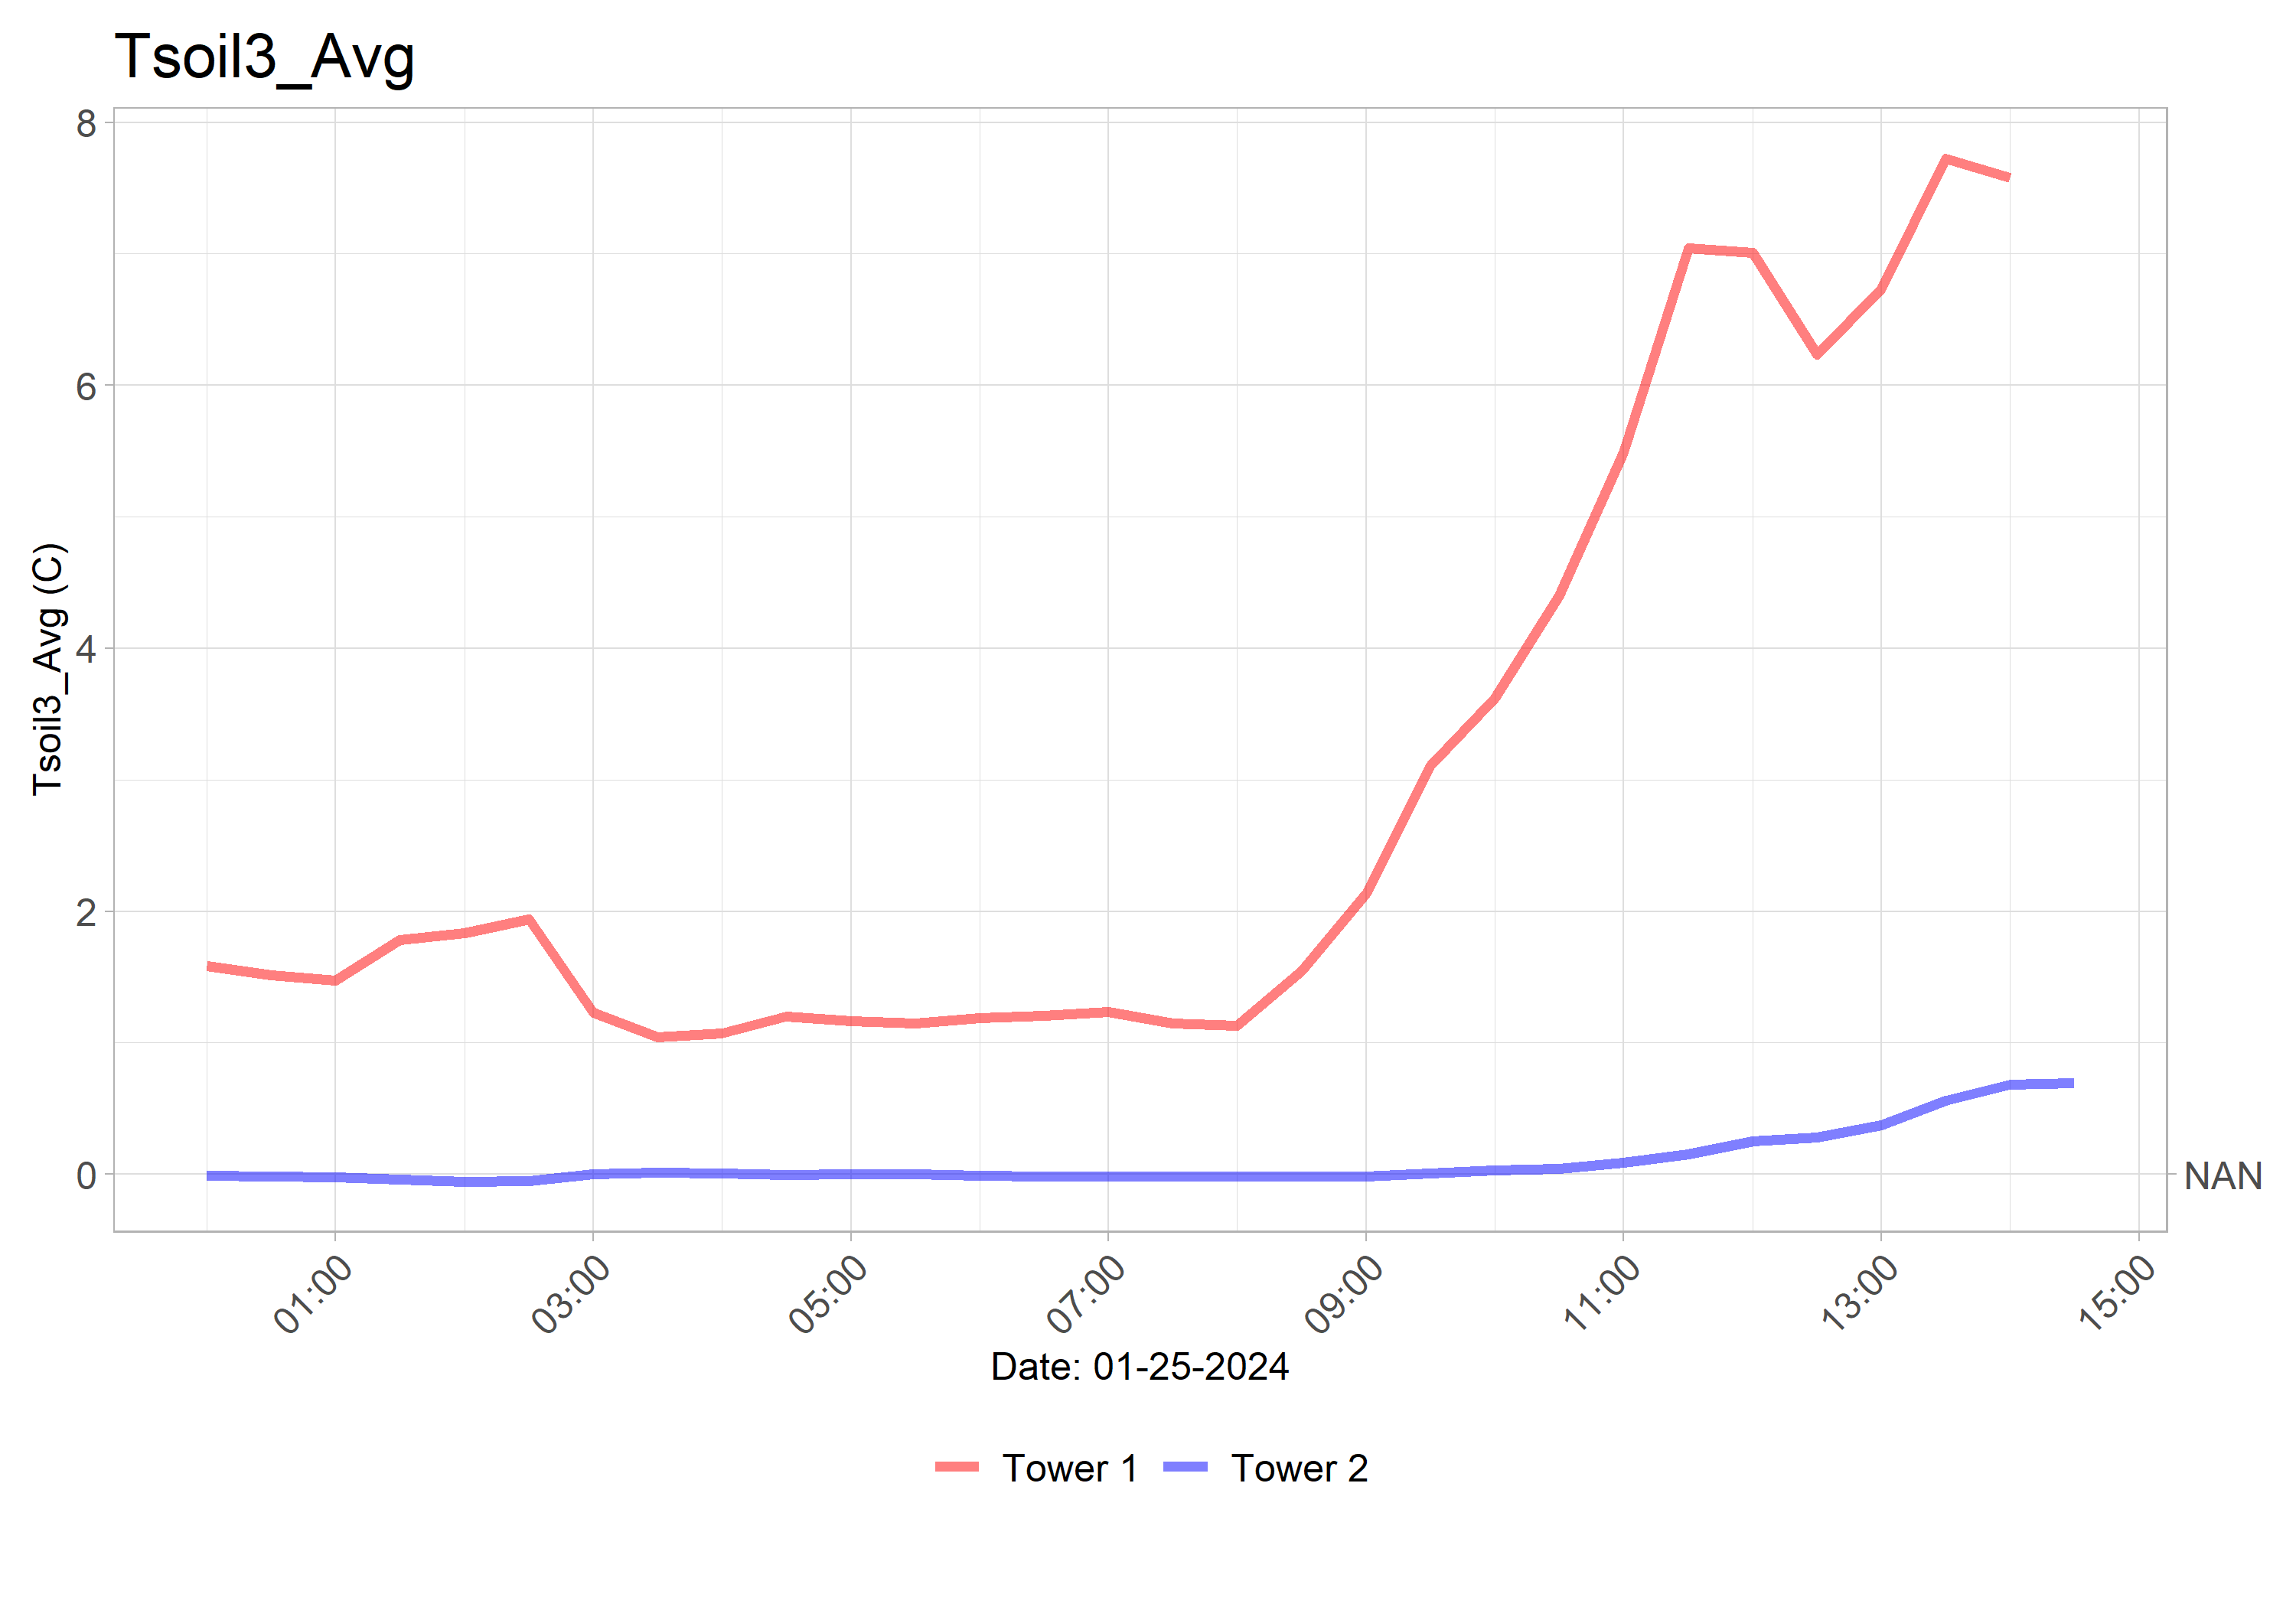 Tsoil3_Avg
Tsoil3_Avg (C)
8
6
4
2
0
NAN
01:00
03:00
05:00
07:00
09:00
11:00
13:00
15:00
Date: 01-25-2024
Tower 1
Tower 2